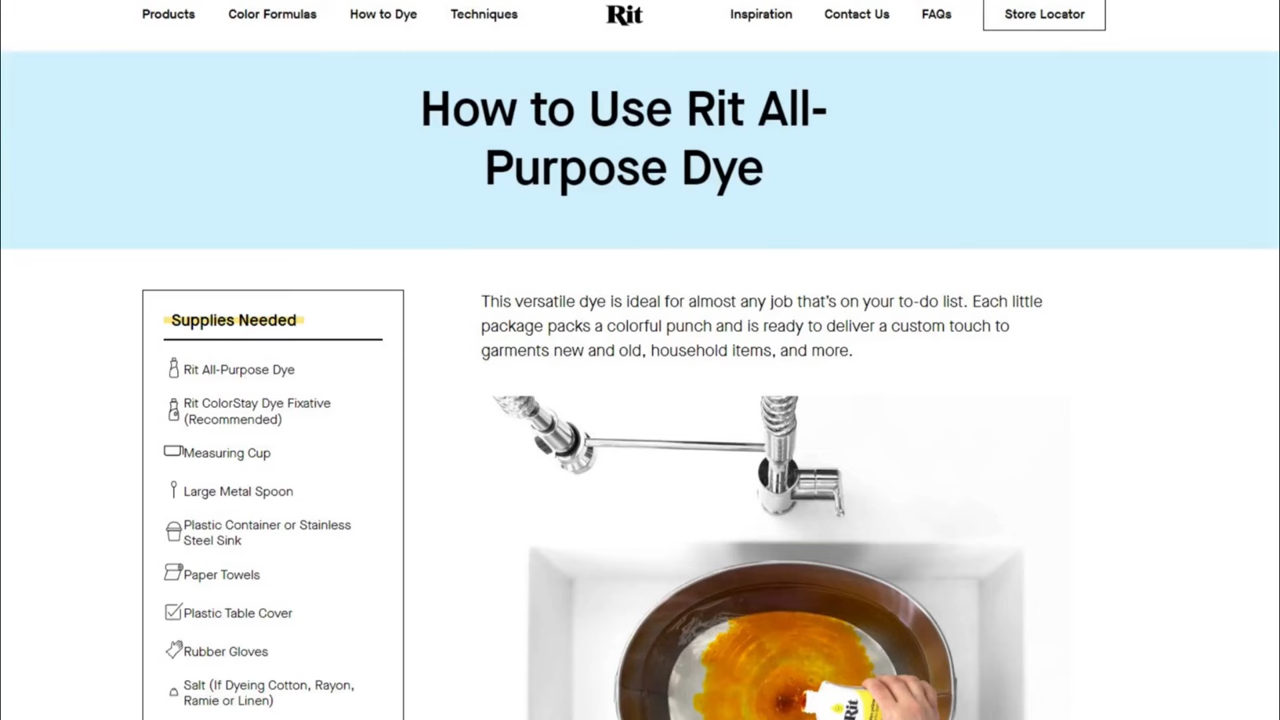 Products
Color Formulas
How to Dye
Techniques
Rit
Inspiration
Contact Us
FAQs
Store Locator
How to Use Rit All-
Purpose Dye
Supplies Needed
Rit All-Purpose Dye
Rit ColorStay Dye Fixative
(Recommended)
Measuring Cup
Large Metal Spoon
Plastic Container or Stainless
Steel Sink
Paper Towels
Plastic Table Cover
Rubber Gloves
Salt (If Dyeing Cotton, Rayon,
Ramie or Linen)
This versatile dye is ideal for almost any job that's on your to-do list. Each little
package packs a colorful punch and is ready to deliver a custom touch to
garments new and old, household items, and more.
Rit